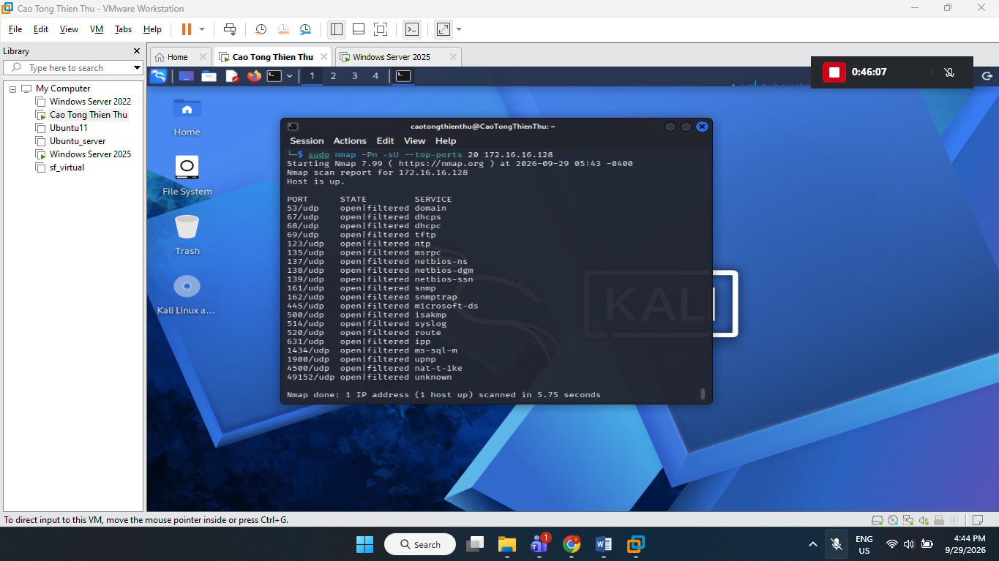 Cao Tong Thien Thu - VMware Workstation
File Edit View VM Tabs Help
Library
Type here to search
My Computer
Windows Server 2022
Cao Tong Thien Thu
Ubuntu11
Ubuntu_server
Windows Server 2025
sf_virtual
Home Cao Tong Thien Thu Windows Server 2025
1 2 3 4
0:46:07
Home
File System
Trash
Kali Linux a...
caotongthienthu@CaoTongThienThu: ~
Session Actions Edit View Help
└─$ sudo nmap -Pn -sU --top-ports 20 172.16.16.128
Starting Nmap 7.99 ( https://nmap.org ) at 2026-09-29 05:43 -0400
Nmap scan report for 172.16.16.128
Host is up.
PORT STATE SERVICE
53/udp open|filtered domain
67/udp open|filtered dhcps
68/udp open|filtered dhcpc
69/udp open|filtered tftp
123/udp open|filtered ntp
135/udp open|filtered msrpc
137/udp open|filtered netbios-ns
138/udp open|filtered netbios-dgm
139/udp open|filtered netbios-ssn
161/udp open|filtered snmp
162/udp open|filtered snmptrap
445/udp open|filtered microsoft-ds
500/udp open|filtered isakmp
514/udp open|filtered syslog
520/udp open|filtered route
631/udp open|filtered ipp
1434/udp open|filtered ms-sql-m
1900/udp open|filtered upnp
4500/udp open|filtered nat-t-ike
49152/udp open|filtered unknown
Nmap done: 1 IP address (1 host up) scanned in 5.75 seconds
KALI
To direct input to this VM, move the mouse pointer inside or press Ctrl+G.
Search
1
ENG
US
4:44 PM
9/29/2026